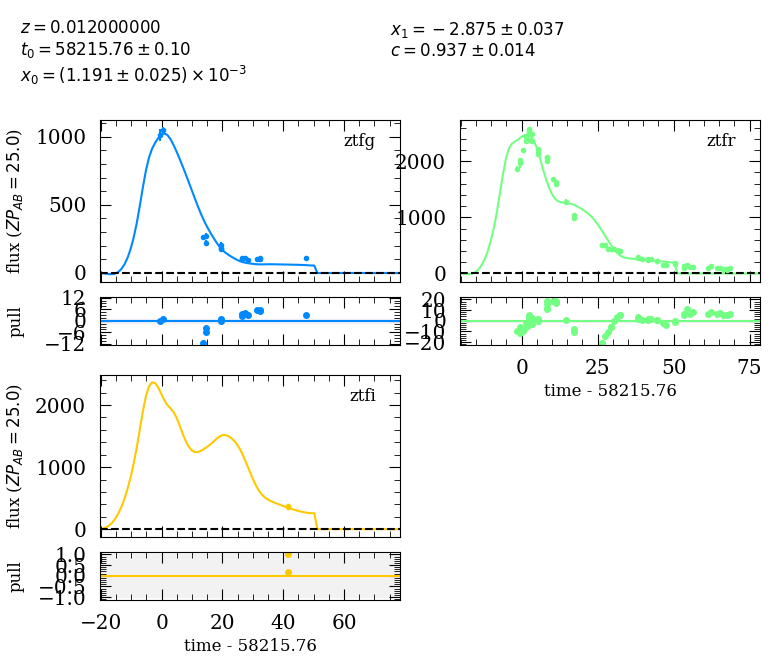 z = 0.012000000
t₀ = 58215.76 ± 0.10
x₀ = (1.191 ± 0.025) × 10⁻³
x₁ = −2.875 ± 0.037
c = 0.937 ± 0.014
ztfg
flux (ZP_AB = 25.0)
1000
500
0
ztfr
2000
1000
0
pull
12
6
0
−6
−12
20
10
0
−10
−20
0
25
50
75
time - 58215.76
ztfi
flux (ZP_AB = 25.0)
2000
1000
0
pull
1.0
0.5
0.0
−0.5
−1.0
−20
0
20
40
60
time - 58215.76